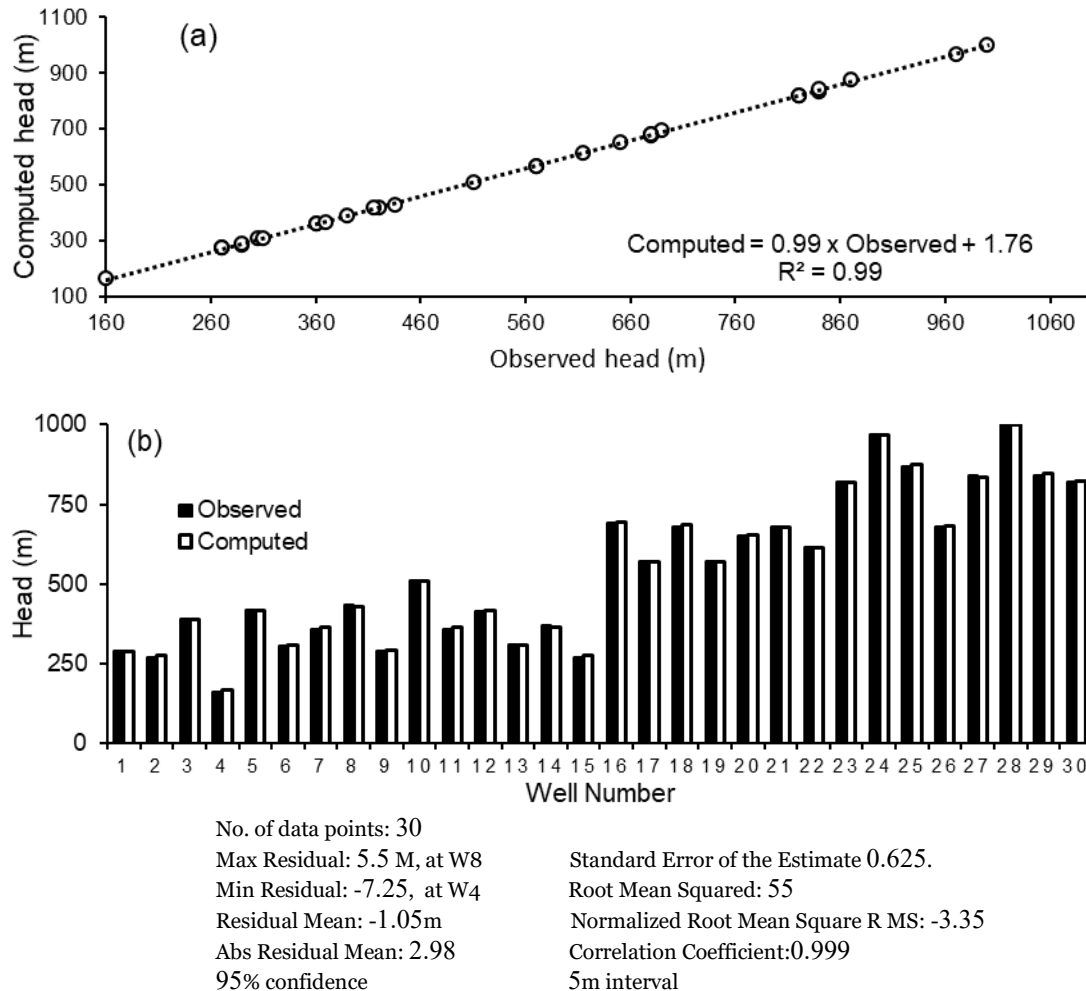 (a)
Computed head (m)
1100
900
700
500
300
100
Computed = 0.99 x Observed + 1.76
R² = 0.99
160 260 360 460 560 660 760 860 960 1060
Observed head (m)
(b)
Head (m)
1000
750
500
250
0
Observed
Computed
1 2 3 4 5 6 7 8 9 10 11 12 13 14 15 16 17 18 19 20 21 22 23 24 25 26 27 28 29 30
Well Number
No. of data points: 30
Max Residual: 5.5 M, at W8 Standard Error of the Estimate 0.625.
Min Residual: -7.25, at W4 Root Mean Squared: 55
Residual Mean: -1.05m Normalized Root Mean Square R MS: -3.35
Abs Residual Mean: 2.98 Correlation Coefficient:0.999
95% confidence 5m interval